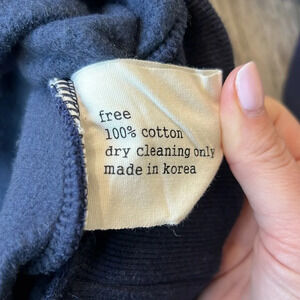 free
100% cotton
dry cleaning only
made in korea